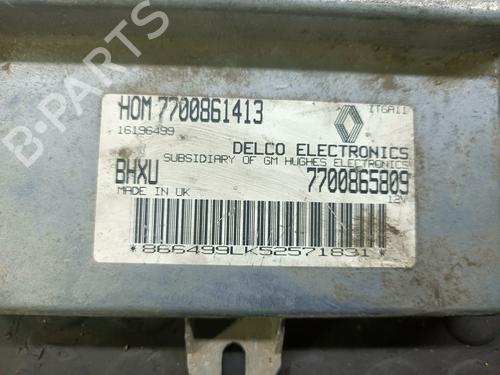 HOM 7700861413
ITGA11
16196499
DELCO ELECTRONICS
SUBSIDIARY OF GM HUGHES ELECTRONICS
BHXU
7700865809
MADE IN UK
12V
*866499LK52571831*
B-PARTS